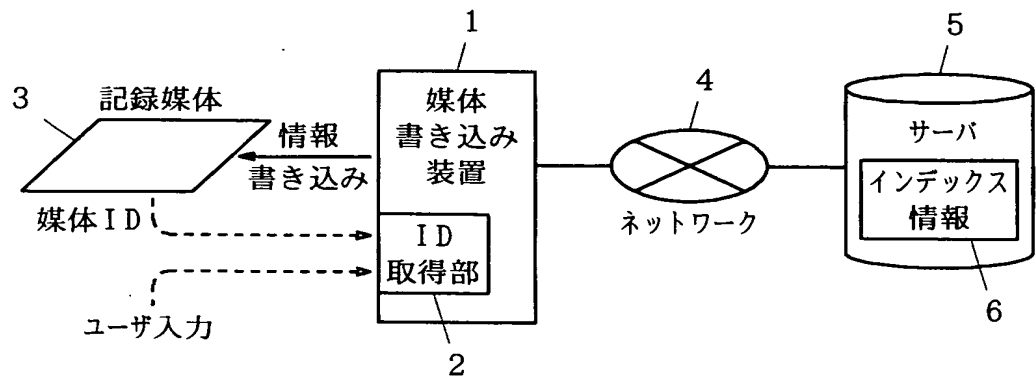 1
3
記録媒体
情報
書き込み
媒体ID
媒体
書き込み
装置
ID
取得部
2
ユーザ入力
4
ネットワーク
5
サーバ
インデックス
情報
6